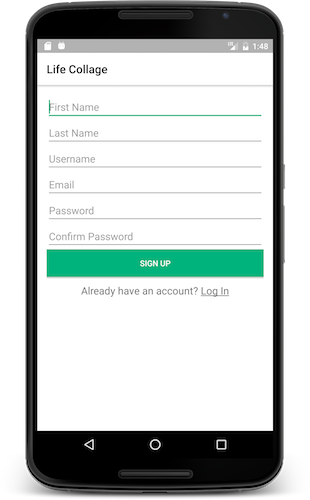 1:48
Life Collage
First Name
Last Name
Username
Email
Password
Confirm Password
SIGN UP
Already have an account? Log In